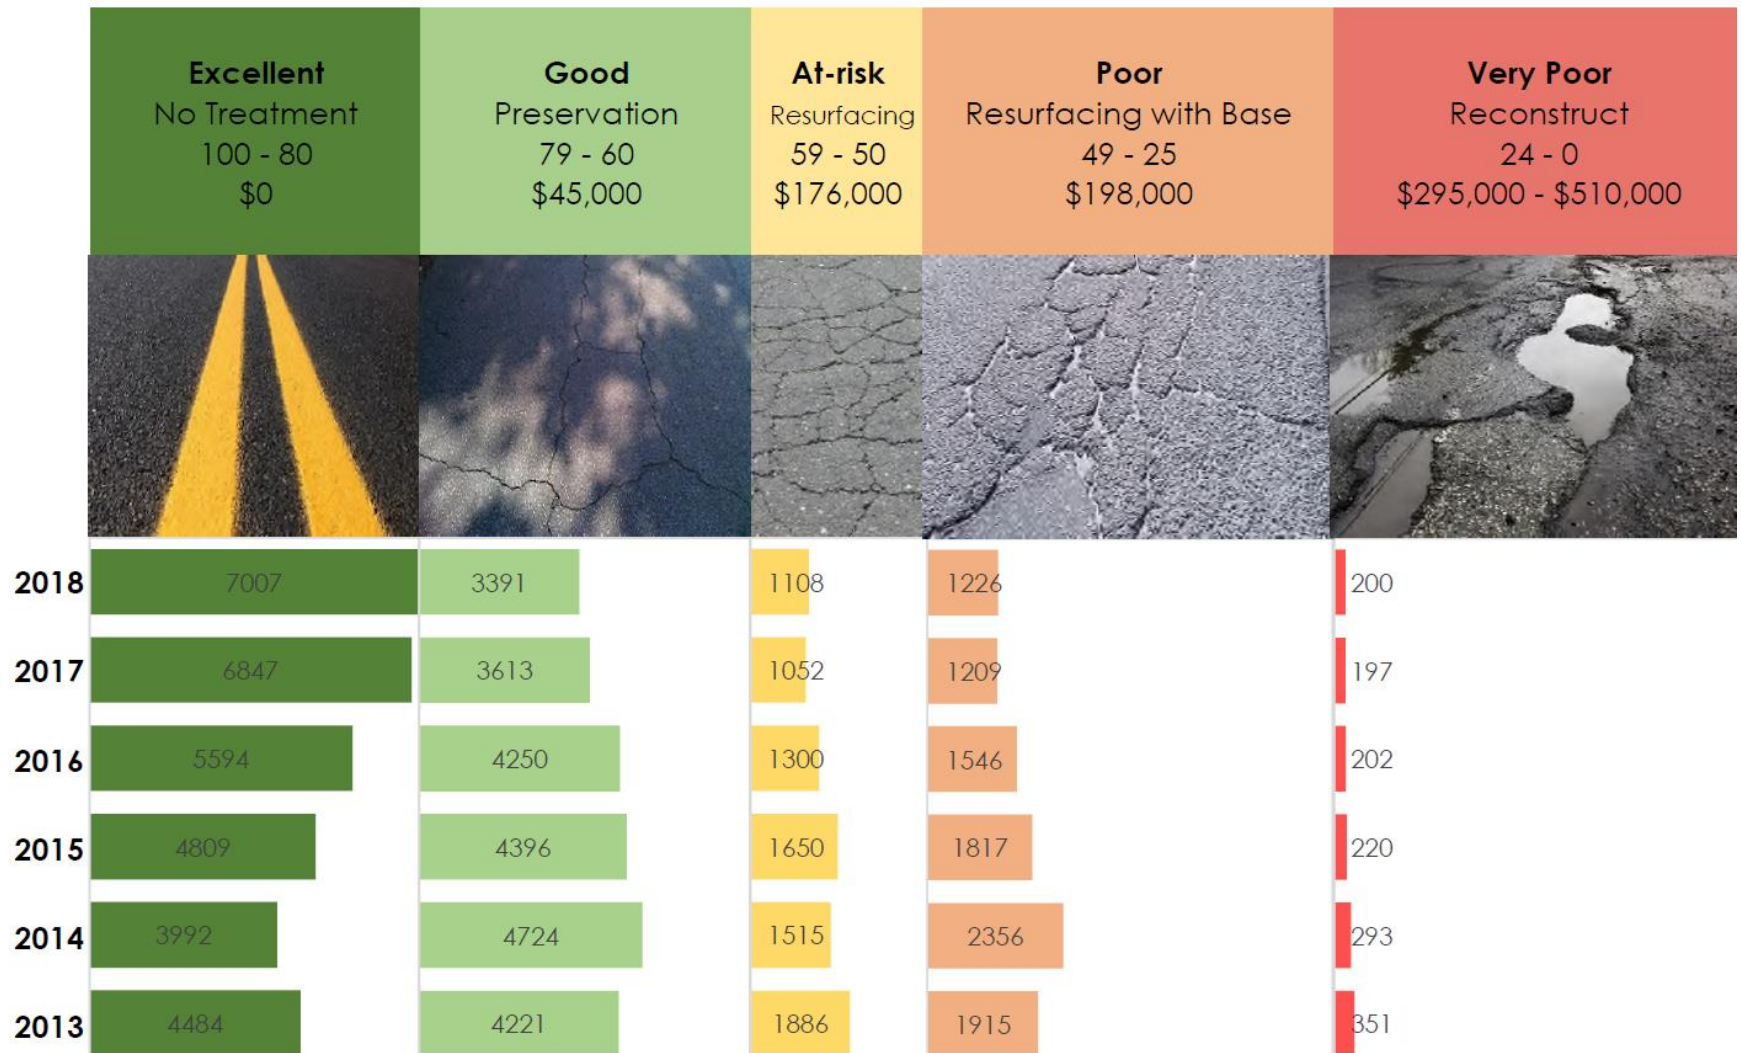 Excellent
No Treatment
100 - 80
$0
Good
Preservation
79 - 60
$45,000
At-risk
Resurfacing
59 - 50
$176,000
Poor
Resurfacing with Base
49 - 25
$198,000
Very Poor
Reconstruct
24 - 0
$295,000 - $510,000
2018 7007 3391 1108 1226 200
2017 6847 3613 1052 1209 197
2016 5594 4250 1300 1546 202
2015 4809 4396 1650 1817 220
2014 3992 4724 1515 2356 293
2013 4484 4221 1886 1915 351